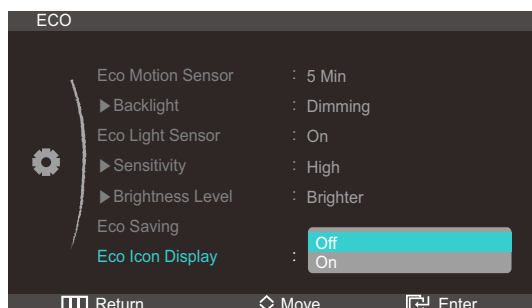 ECO
Eco Motion Sensor : 5 Min
▶Backlight : Dimming
Eco Light Sensor : On
▶Sensitivity : High
▶Brightness Level : Brighter
Eco Saving
Eco Icon Display : Off
On
Return Move Enter